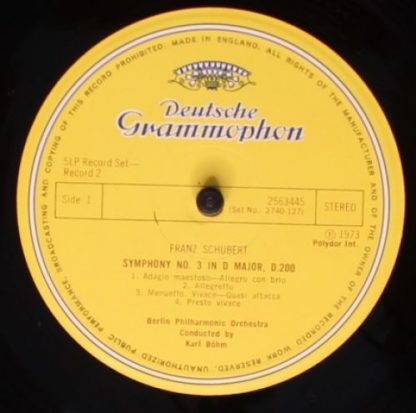 MADE IN ENGLAND. ALL RIGHTS OF THE MANUFACTURER AND OF THE OWNER OF THE RECORDED WORK RESERVED. UNAUTHORIZED PUBLIC PERFORMANCE, BROADCASTING AND COPYING OF THIS RECORD PROHIBITED.
Deutsche
Grammophon
5LP Record Set—
Record 2
Side 1
2563445
(Set No. 2740-127)
STEREO
℗ 1973
Polydor Int.
FRANZ SCHUBERT
SYMPHONY NO. 3 IN D MAJOR, D.200
1. Adagio maestoso—Allegro con brio
2. Allegretto
3. Menuetto, Vivace—Quasi attacca
4. Presto vivace
Berlin Philharmonic Orchestra
Conducted by
Karl Böhm